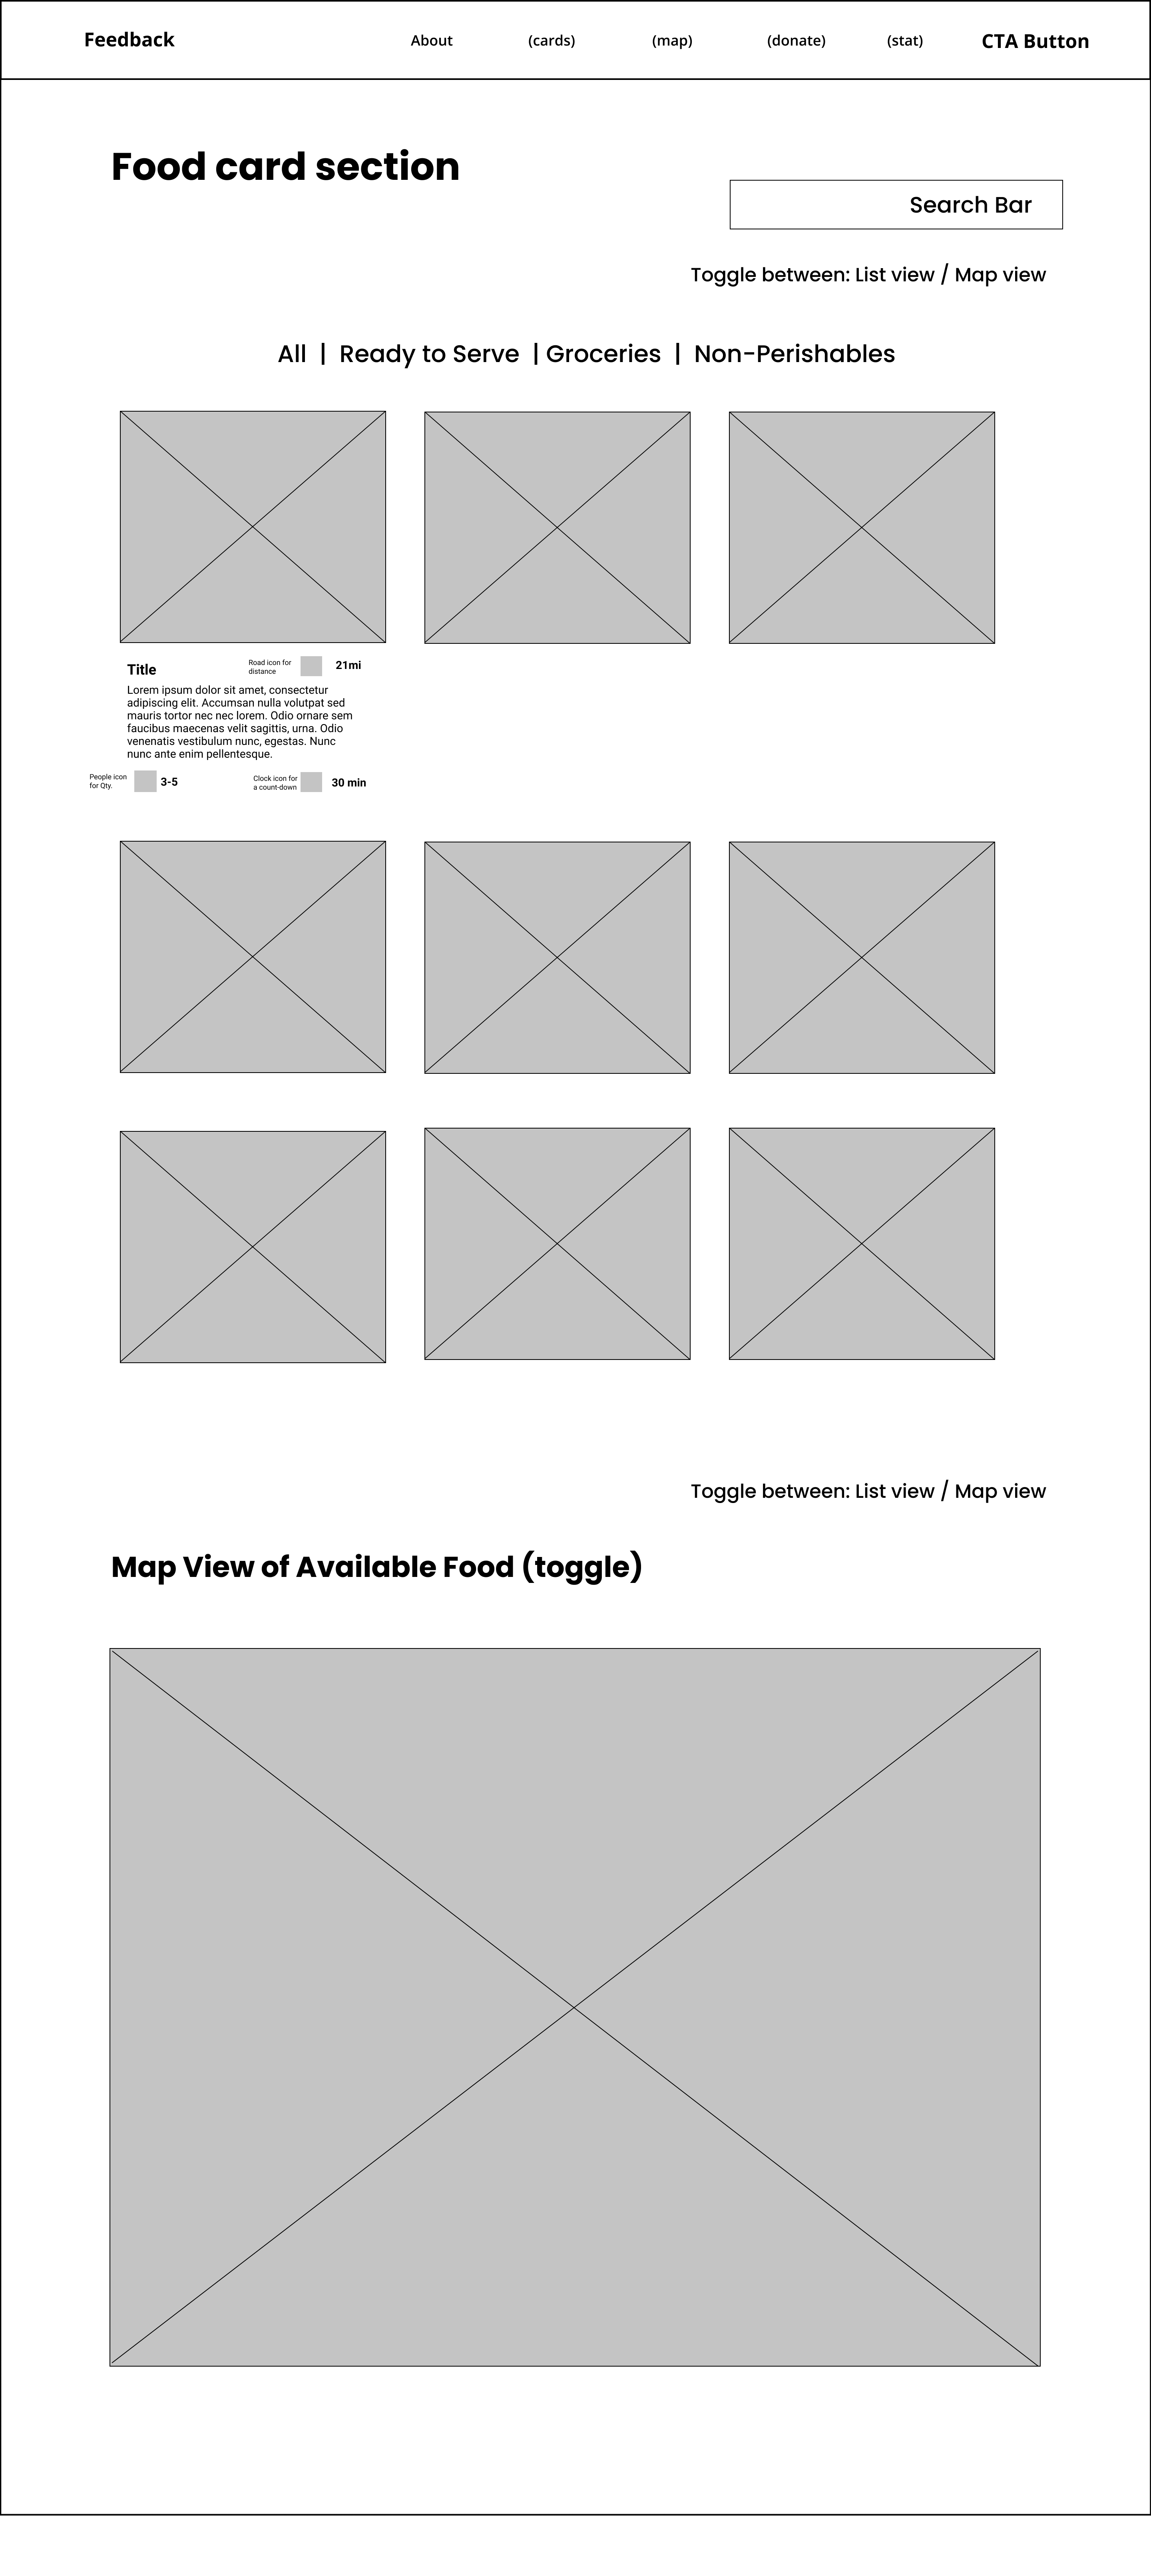 Feedback About (cards) (map) (donate) (stat) CTA Button
Food card section
Search Bar
Toggle between: List view / Map view
All | Ready to Serve | Groceries | Non-Perishables
Title
Road icon for
distance
21mi
Lorem ipsum dolor sit amet, consectetur
adipiscing elit. Accumsan nulla volutpat sed
mauris tortor nec nec lorem. Odio ornare sem
faucibus maecenas velit sagittis, urna. Odio
venenatis vestibulum nunc, egestas. Nunc
nunc ante enim pellentesque.
People icon
for Qty.
3-5
Clock icon for
a count-down
30 min
Toggle between: List view / Map view
Map View of Available Food (toggle)